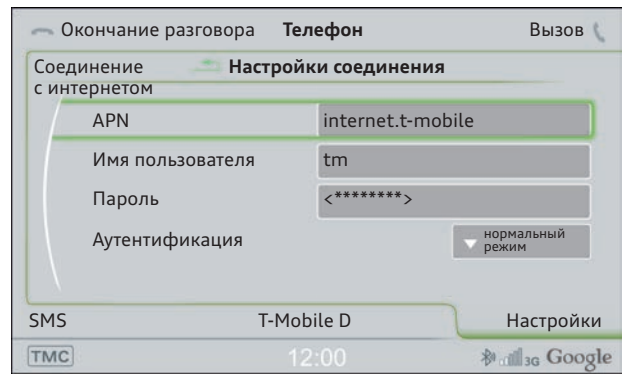 Окончание разговора Телефон Вызов
Соединение с интернетом
Настройки соединения
APN internet.t-mobile
Имя пользователя tm
Пароль <********>
Аутентификация нормальный режим
SMS T-Mobile D Настройки
TMC 12:00 3G Google